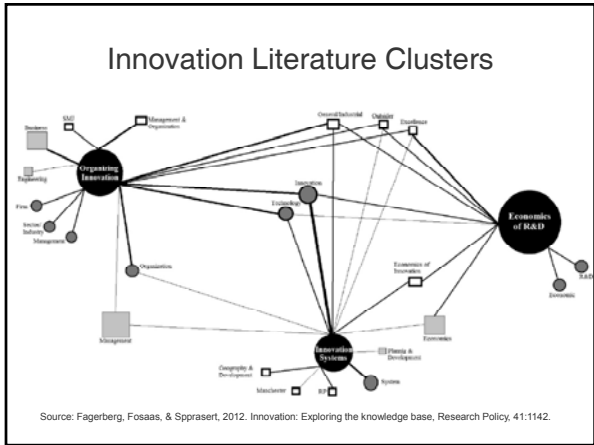 Innovation Literature Clusters
SMJ
Management &
Organization
Business
General/Industrial
Outsider
Excellence
Organizing
Innovation
Engineering
Innovation
Firm
Technology
Economics
of R&D
Sector/
Industry
Management
Organization
Economics of
Innovation
R&D
Economic
Management
Economics
Innovation
Systems
Planning &
Development
Geography &
Development
System
Manchester
RP
Source: Fagerberg, Fosaas, & Spprasert, 2012. Innovation: Exploring the knowledge base, Research Policy, 41:1142.